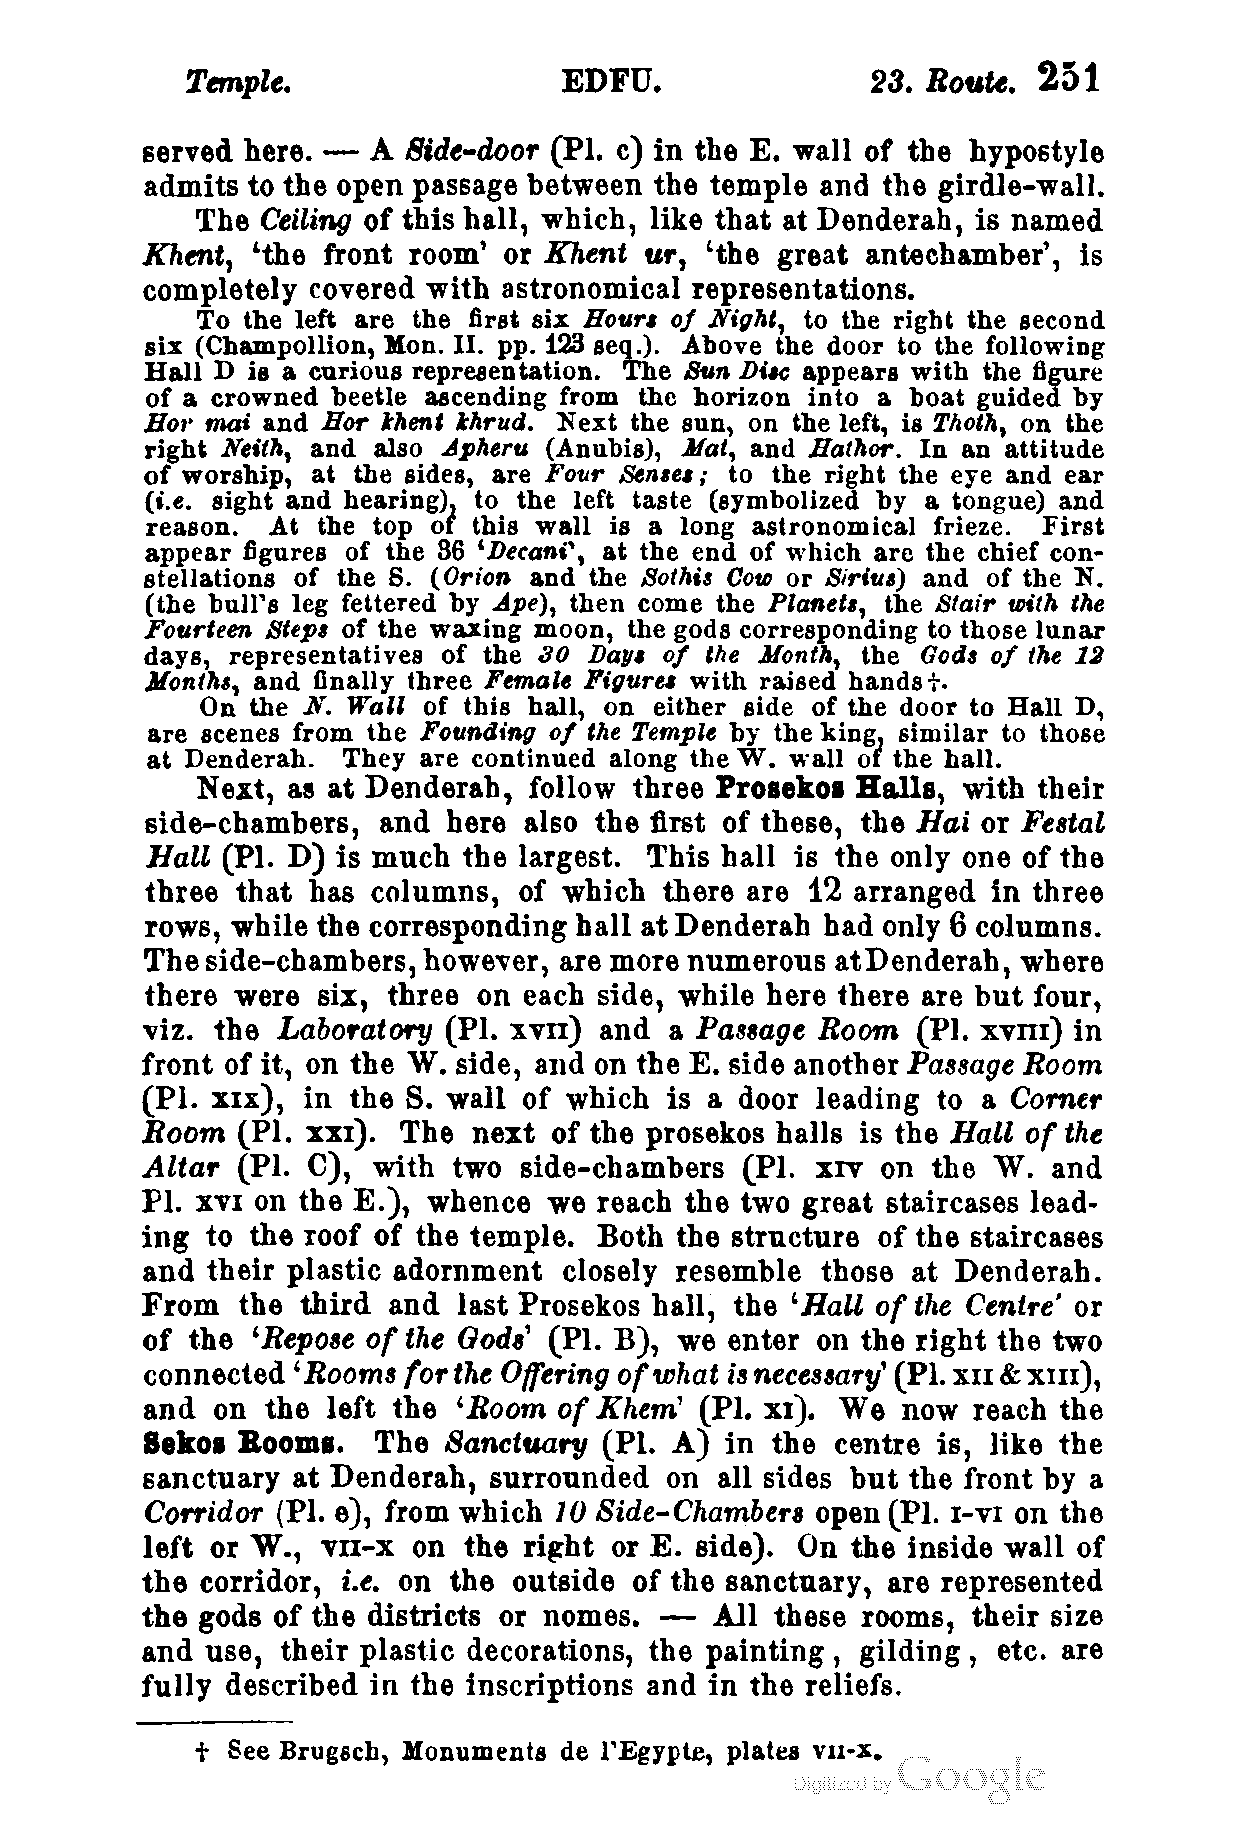 Temple. EDFU. 23. Route. 251
served here. — A Side-door (Pl. c) in the E. wall of the hypostyle
admits to the open passage between the temple and the girdle-wall.
The Ceiling of this hall, which, like that at Denderah, is named
Khent, ‘the front room’ or Khent ur, ‘the great antechamber’, is
completely covered with astronomical representations.
To the left are the first six Hours of Night, to the right the second
six (Champollion, Mon. II. pp. 123 seq.). Above the door to the following
Hall D is a curious representation. The Sun Disc appears with the figure
of a crowned beetle ascending from the horizon into a boat guided by
Hor mai and Hor khent khrud. Next the sun, on the left, is Thoth, on the
right Neith, and also Apheru (Anubis), Mat, and Hathor. In an attitude
of worship, at the sides, are Four Senses; to the right the eye and ear
(i.e. sight and hearing), to the left taste (symbolized by a tongue) and
reason. At the top of this wall is a long astronomical frieze. First
appear figures of the 36 ‘Decani’, at the end of which are the chief con-
stellations of the S. (Orion and the Sothis Cow or Sirius) and of the N.
(the bull's leg fettered by Ape), then come the Planets, the Stair with the
Fourteen Steps of the waxing moon, the gods corresponding to those lunar
days, representatives of the 30 Days of the Month, the Gods of the 12
Months, and finally three Female Figures with raised hands†.
On the N. Wall of this hall, on either side of the door to Hall D,
are scenes from the Founding of the Temple by the king, similar to those
at Denderah. They are continued along the W. wall of the hall.
Next, as at Denderah, follow three Prosekos Halls, with their
side-chambers, and here also the first of these, the Hai or Festal
Hall (Pl. D) is much the largest. This hall is the only one of the
three that has columns, of which there are 12 arranged in three
rows, while the corresponding hall at Denderah had only 6 columns.
The side-chambers, however, are more numerous at Denderah, where
there were six, three on each side, while here there are but four,
viz. the Laboratory (Pl. XVII) and a Passage Room (Pl. XVIII) in
front of it, on the W. side, and on the E. side another Passage Room
(Pl. XIX), in the S. wall of which is a door leading to a Corner
Room (Pl. XXI). The next of the prosekos halls is the Hall of the
Altar (Pl. C), with two side-chambers (Pl. XIV on the W. and
Pl. XVI on the E.), whence we reach the two great staircases lead-
ing to the roof of the temple. Both the structure of the staircases
and their plastic adornment closely resemble those at Denderah.
From the third and last Prosekos hall, the ‘Hall of the Centre’ or
of the ‘Repose of the Gods’ (Pl. B), we enter on the right the two
connected ‘Rooms for the Offering of what is necessary’ (Pl. XII & XIII),
and on the left the ‘Room of Khem’ (Pl. XI). We now reach the
Sekos Rooms. The Sanctuary (Pl. A) in the centre is, like the
sanctuary at Denderah, surrounded on all sides but the front by a
Corridor (Pl. e), from which 10 Side-Chambers open (Pl. I-VI on the
left or W., VII-X on the right or E. side). On the inside wall of
the corridor, i.e. on the outside of the sanctuary, are represented
the gods of the districts or nomes. — All these rooms, their size
and use, their plastic decorations, the painting, gilding, etc. are
fully described in the inscriptions and in the reliefs.
† See Brugsch, Monuments de l'Egypte, plates VII-X.
Digitized by Google